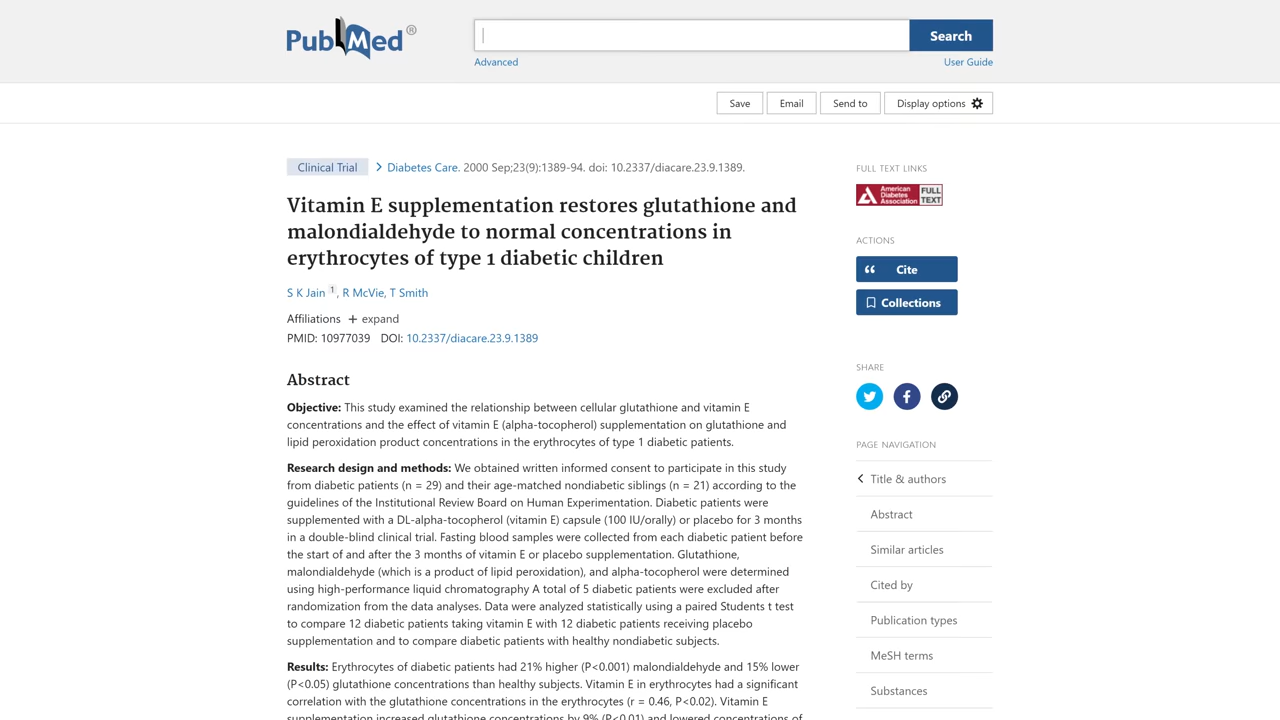 PubMed®
Search
Advanced
User Guide
Save
Email
Send to
Display options
Clinical Trial
Diabetes Care. 2000 Sep;23(9):1389-94. doi: 10.2337/diacare.23.9.1389.
Vitamin E supplementation restores glutathione and
malondialdehyde to normal concentrations in
erythrocytes of type 1 diabetic children
S K Jain 1, R McVie, T Smith
Affiliations + expand
PMID: 10977039 DOI: 10.2337/diacare.23.9.1389
Abstract
Objective: This study examined the relationship between cellular glutathione and vitamin E
concentrations and the effect of vitamin E (alpha-tocopherol) supplementation on glutathione and
lipid peroxidation product concentrations in the erythrocytes of type 1 diabetic patients.
Research design and methods: We obtained written informed consent to participate in this study
from diabetic patients (n = 29) and their age-matched nondiabetic siblings (n = 21) according to the
guidelines of the Institutional Review Board on Human Experimentation. Diabetic patients were
supplemented with a DL-alpha-tocopherol (vitamin E) capsule (100 IU/orally) or placebo for 3 months
in a double-blind clinical trial. Fasting blood samples were collected from each diabetic patient before
the start of and after the 3 months of vitamin E or placebo supplementation. Glutathione,
malondialdehyde (which is a product of lipid peroxidation), and alpha-tocopherol were determined
using high-performance liquid chromatography A total of 5 diabetic patients were excluded after
randomization from the data analyses. Data were analyzed statistically using a paired Students t test
to compare 12 diabetic patients taking vitamin E with 12 diabetic patients receiving placebo
supplementation and to compare diabetic patients with healthy nondiabetic subjects.
Results: Erythrocytes of diabetic patients had 21% higher (P<0.001) malondialdehyde and 15% lower
(P<0.05) glutathione concentrations than healthy subjects. Vitamin E in erythrocytes had a significant
correlation with the glutathione concentrations in the erythrocytes (r = 0.46, P<0.02). Vitamin E
supplementation increased glutathione concentrations by 9% (P<0.01) and lowered concentrations of
FULL TEXT LINKS
American
Diabetes
Association
FULL
TEXT
ACTIONS
Cite
Collections
SHARE
PAGE NAVIGATION
Title & authors
Abstract
Similar articles
Cited by
Publication types
MeSH terms
Substances